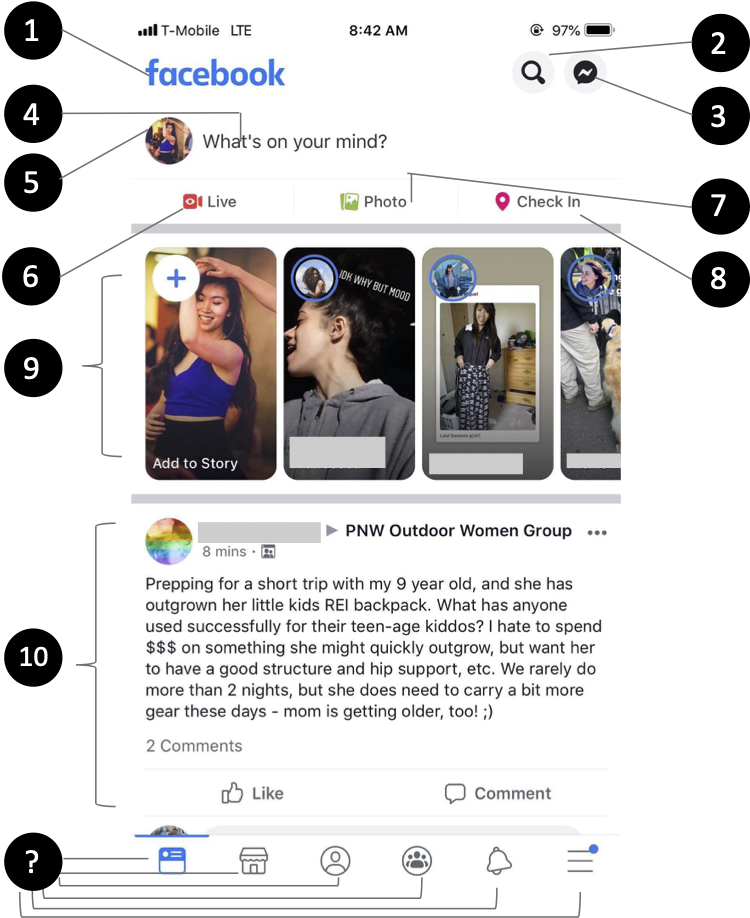 1
T-Mobile LTE
8:42 AM
97%
2
facebook
3
4
What's on your mind?
5
Live
Photo
Check In
7
6
8
9
IDK WHY BUT MOOD
Add to Story
PNW Outdoor Women Group
8 mins ·
Prepping for a short trip with my 9 year old, and she has
outgrown her little kids REI backpack. What has anyone
used successfully for their teen-age kiddos? I hate to spend
$$$ on something she might quickly outgrow, but want her
to have a good structure and hip support, etc. We rarely do
more than 2 nights, but she does need to carry a bit more
gear these days - mom is getting older, too! ;)
10
2 Comments
Like
Comment
?